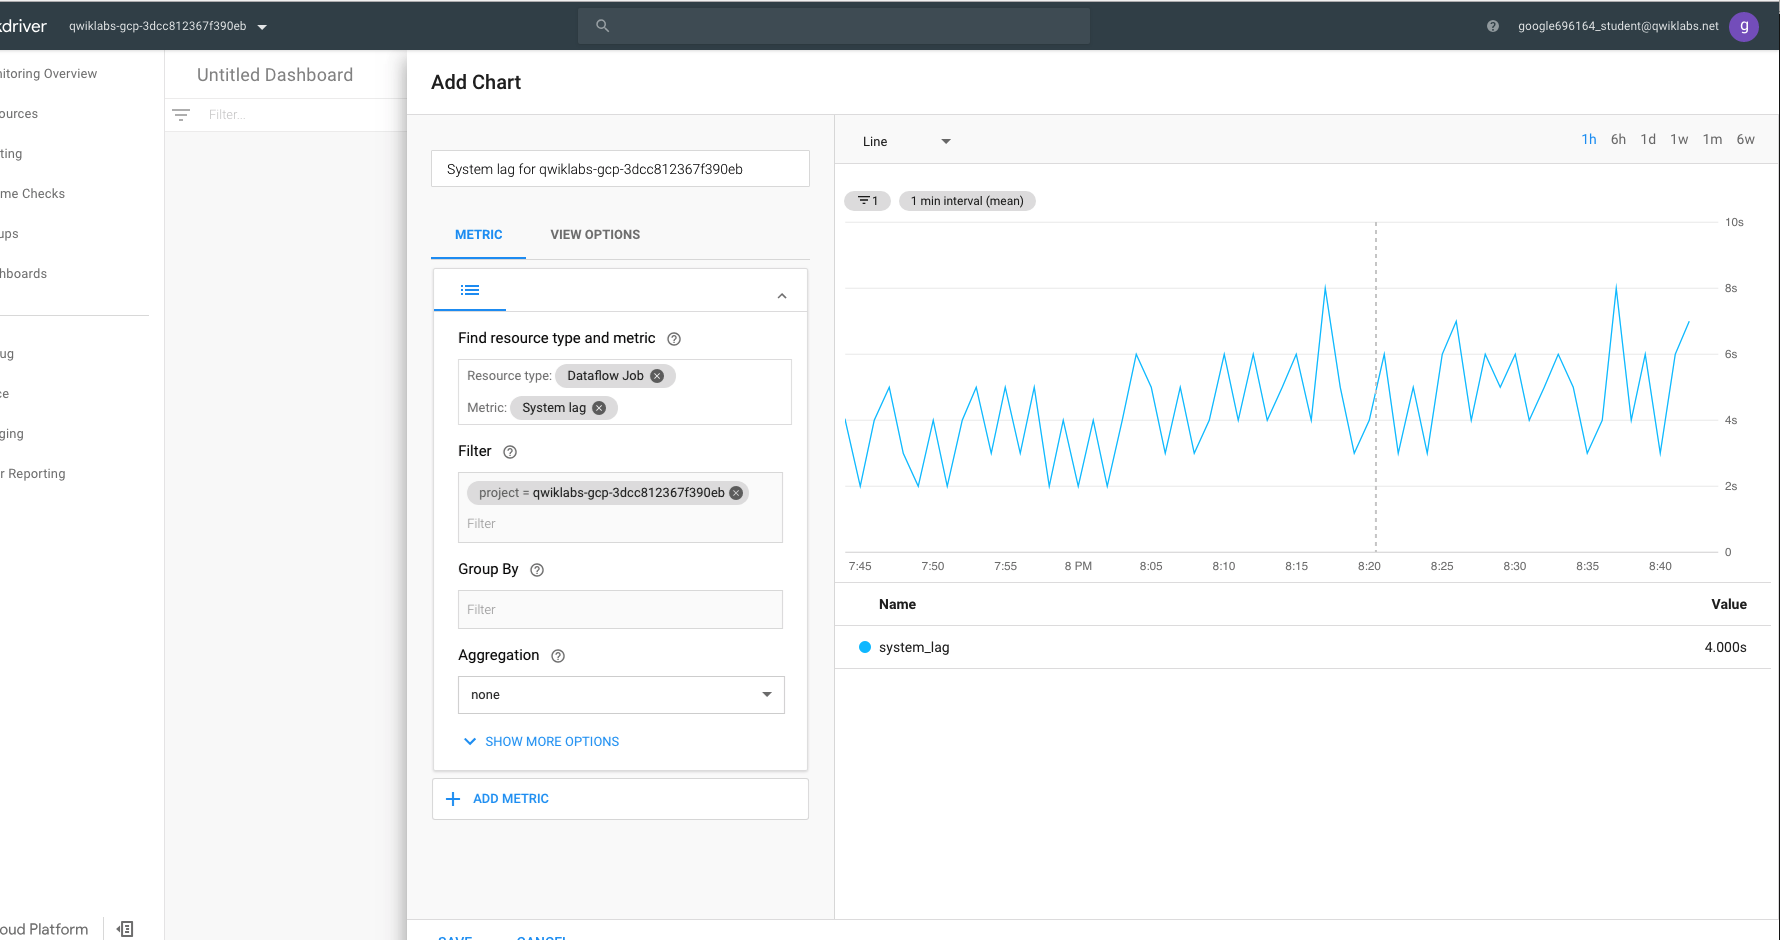 kdriver
qwiklabs-gcp-3dcc812367f390eb
google696164_student@qwiklabs.net
g
nitoring Overview
ources
ting
me Checks
ups
hboards
ug
ce
ging
r Reporting
oud Platform
Untitled Dashboard
Filter...
Add Chart
System lag for qwiklabs-gcp-3dcc812367f390eb
METRIC VIEW OPTIONS
Find resource type and metric
Resource type: Dataflow Job
Metric: System lag
Filter
project = qwiklabs-gcp-3dcc812367f390eb
Filter
Group By
Filter
Aggregation
none
SHOW MORE OPTIONS
ADD METRIC
SAVE CANCEL
Line
1h 6h 1d 1w 1m 6w
1 1 min interval (mean)
10s
8s
6s
4s
2s
0
7:45 7:50 7:55 8 PM 8:05 8:10 8:15 8:20 8:25 8:30 8:35 8:40
Name Value
system_lag 4.000s